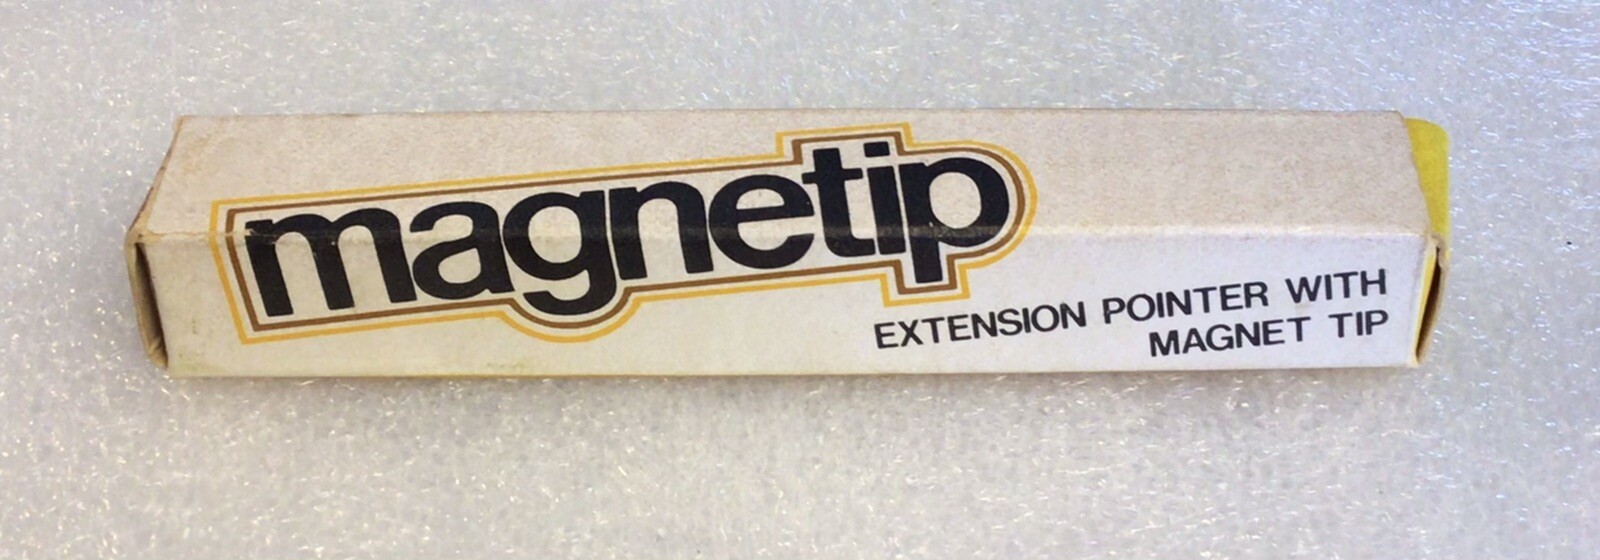 magnetip
EXTENSION POINTER WITH
MAGNET TIP